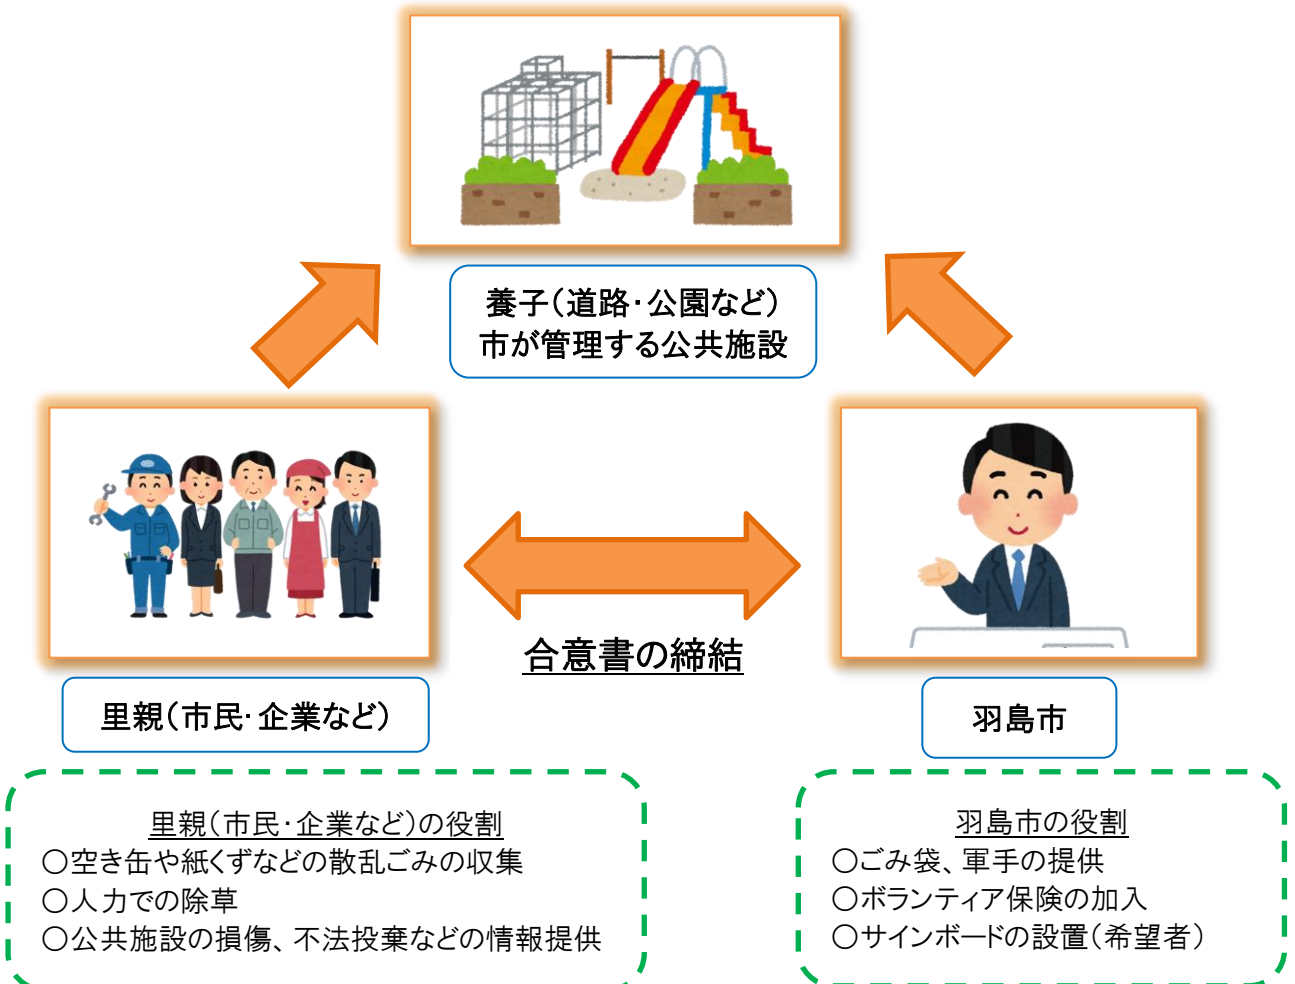 養子（道路・公園など）
市が管理する公共施設
合意書の締結
里親（市民・企業など）
羽島市
里親（市民・企業など）の役割
○空き缶や紙くずなどの散乱ごみの収集
○人力での除草
○公共施設の損傷、不法投棄などの情報提供
羽島市の役割
○ごみ袋、軍手の提供
○ボランティア保険の加入
○サインボードの設置（希望者）